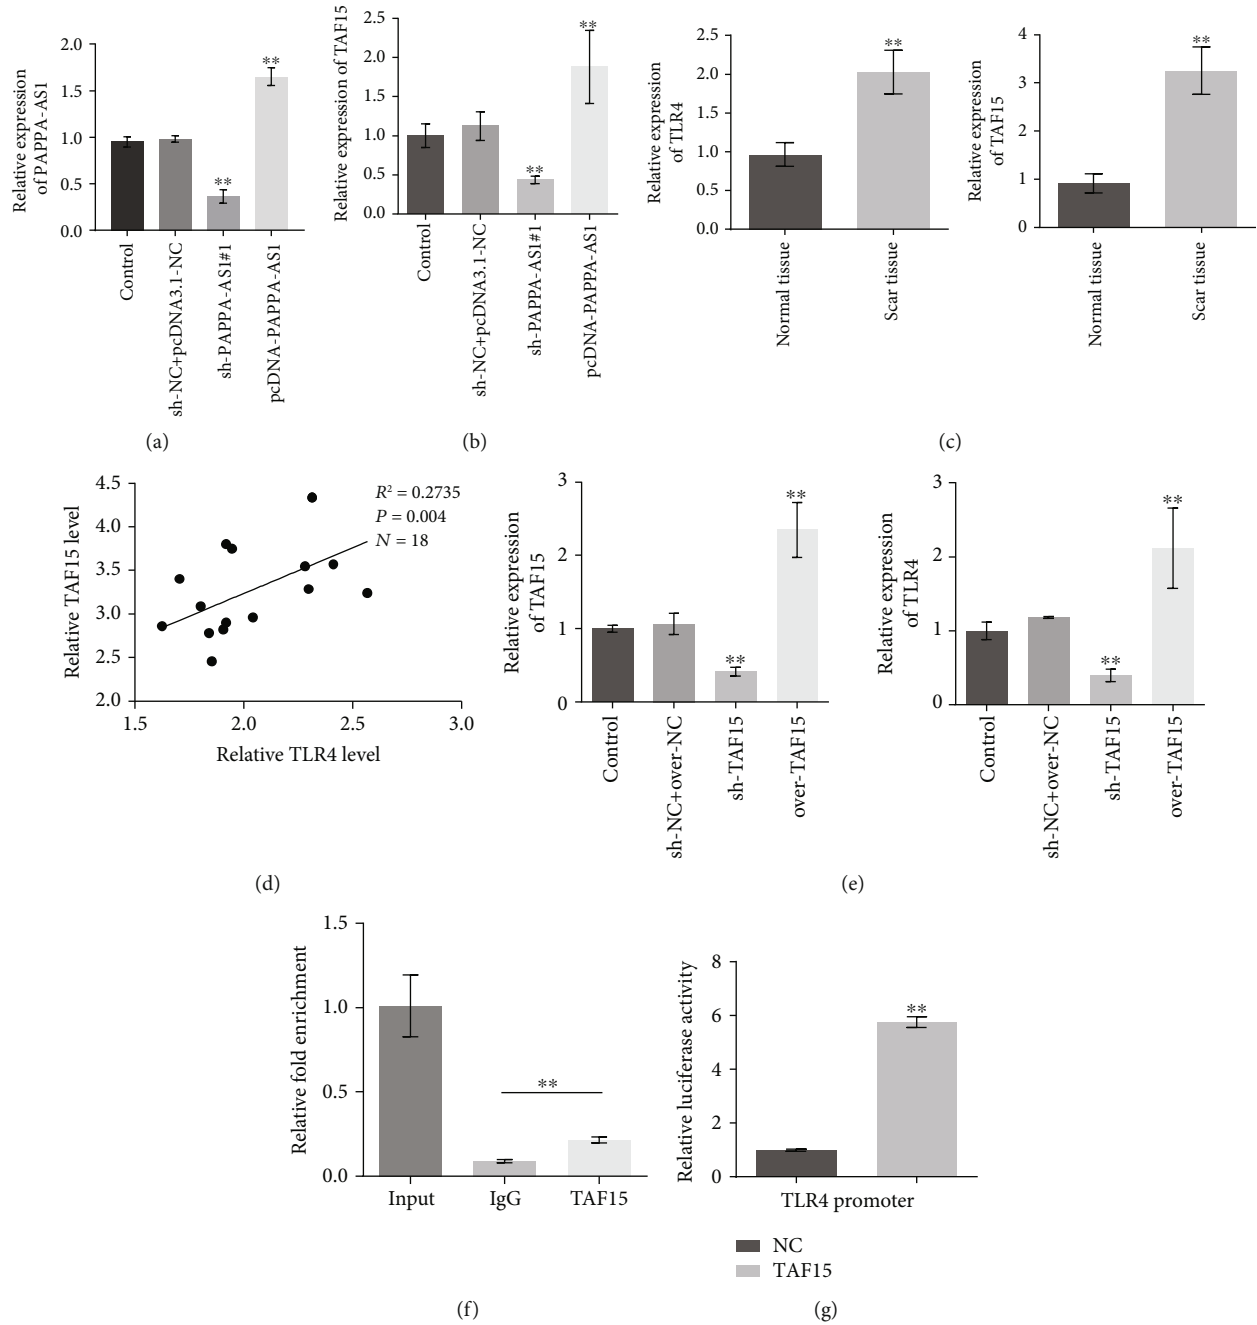 Relative expression
of PAPPA-AS1
2.0
1.5
1.0
0.5
0.0
**
**
Control
sh-NC+pcDNA3.1-NC
sh-PAPPA-AS1#1
pcDNA-PAPPA-AS1
(a)
Relative expression of TAF15
2.5
2.0
1.5
1.0
0.5
0.0
**
**
Control
sh-NC+pcDNA3.1-NC
sh-PAPPA-AS1#1
pcDNA-PAPPA-AS1
(b)
Relative expression
of TLR4
2.5
2.0
1.5
1.0
0.5
0.0
**
Normal tissue
Scar tissue
Relative expression
of TAF15
4
3
2
1
0
**
Normal tissue
Scar tissue
(c)
Relative TAF15 level
4.5
4.0
3.5
3.0
2.5
2.0
R² = 0.2735
P = 0.004
N = 18
1.5 2.0 2.5 3.0
Relative TLR4 level
(d)
Relative expression
of TAF15
3
2
1
0
**
**
Control
sh-NC+over-NC
sh-TAF15
over-TAF15
Relative expression
of TLR4
3
2
1
0
**
**
Control
sh-NC+over-NC
sh-TAF15
over-TAF15
(e)
Relative fold enrichment
1.5
1.0
0.5
0.0
**
Input IgG TAF15
(f)
Relative luciferase activity
8
6
4
2
0
**
TLR4 promoter
NC
TAF15
(g)